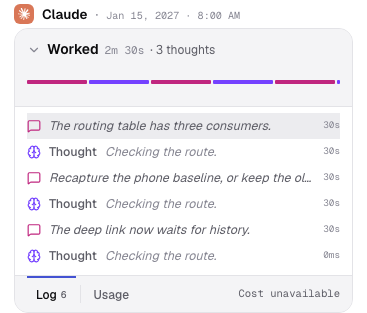 Claude · Jan 15, 2027 · 8:00 AM
Worked 2m 30s · 3 thoughts
The routing table has three consumers. 30s
Thought Checking the route. 30s
Recapture the phone baseline, or keep the ol… 30s
Thought Checking the route. 30s
The deep link now waits for history. 30s
Thought Checking the route. 0ms
Log 6 Usage Cost unavailable